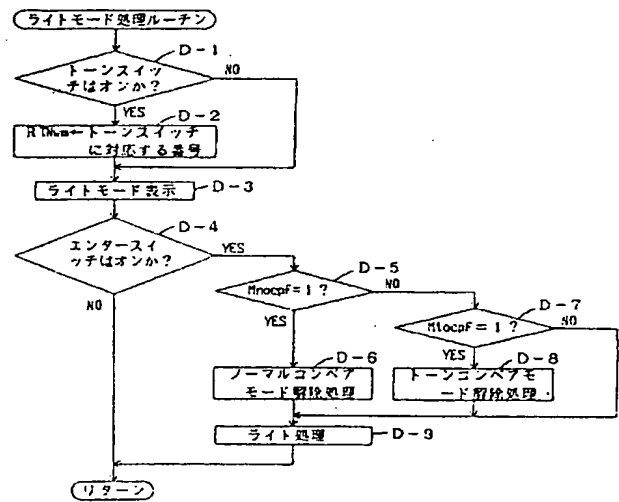 ライトモード処理ルーチン
D-1
トーンスイッ
チはオンか?
NO
YES
D-2
RTNum←トーンスイッチ
に対応する番号
ライトモード表示
D-3
D-4
エンタースイ
ッチはオンか?
YES
NO
D-5
Mnocpf=1?
NO
YES
D-7
Mtocpf=1?
NO
YES
D-6
ノーマルコンペア
モード解除処理
D-8
トーンコンペアモ
ード解除処理
ライト処理
D-9
リターン